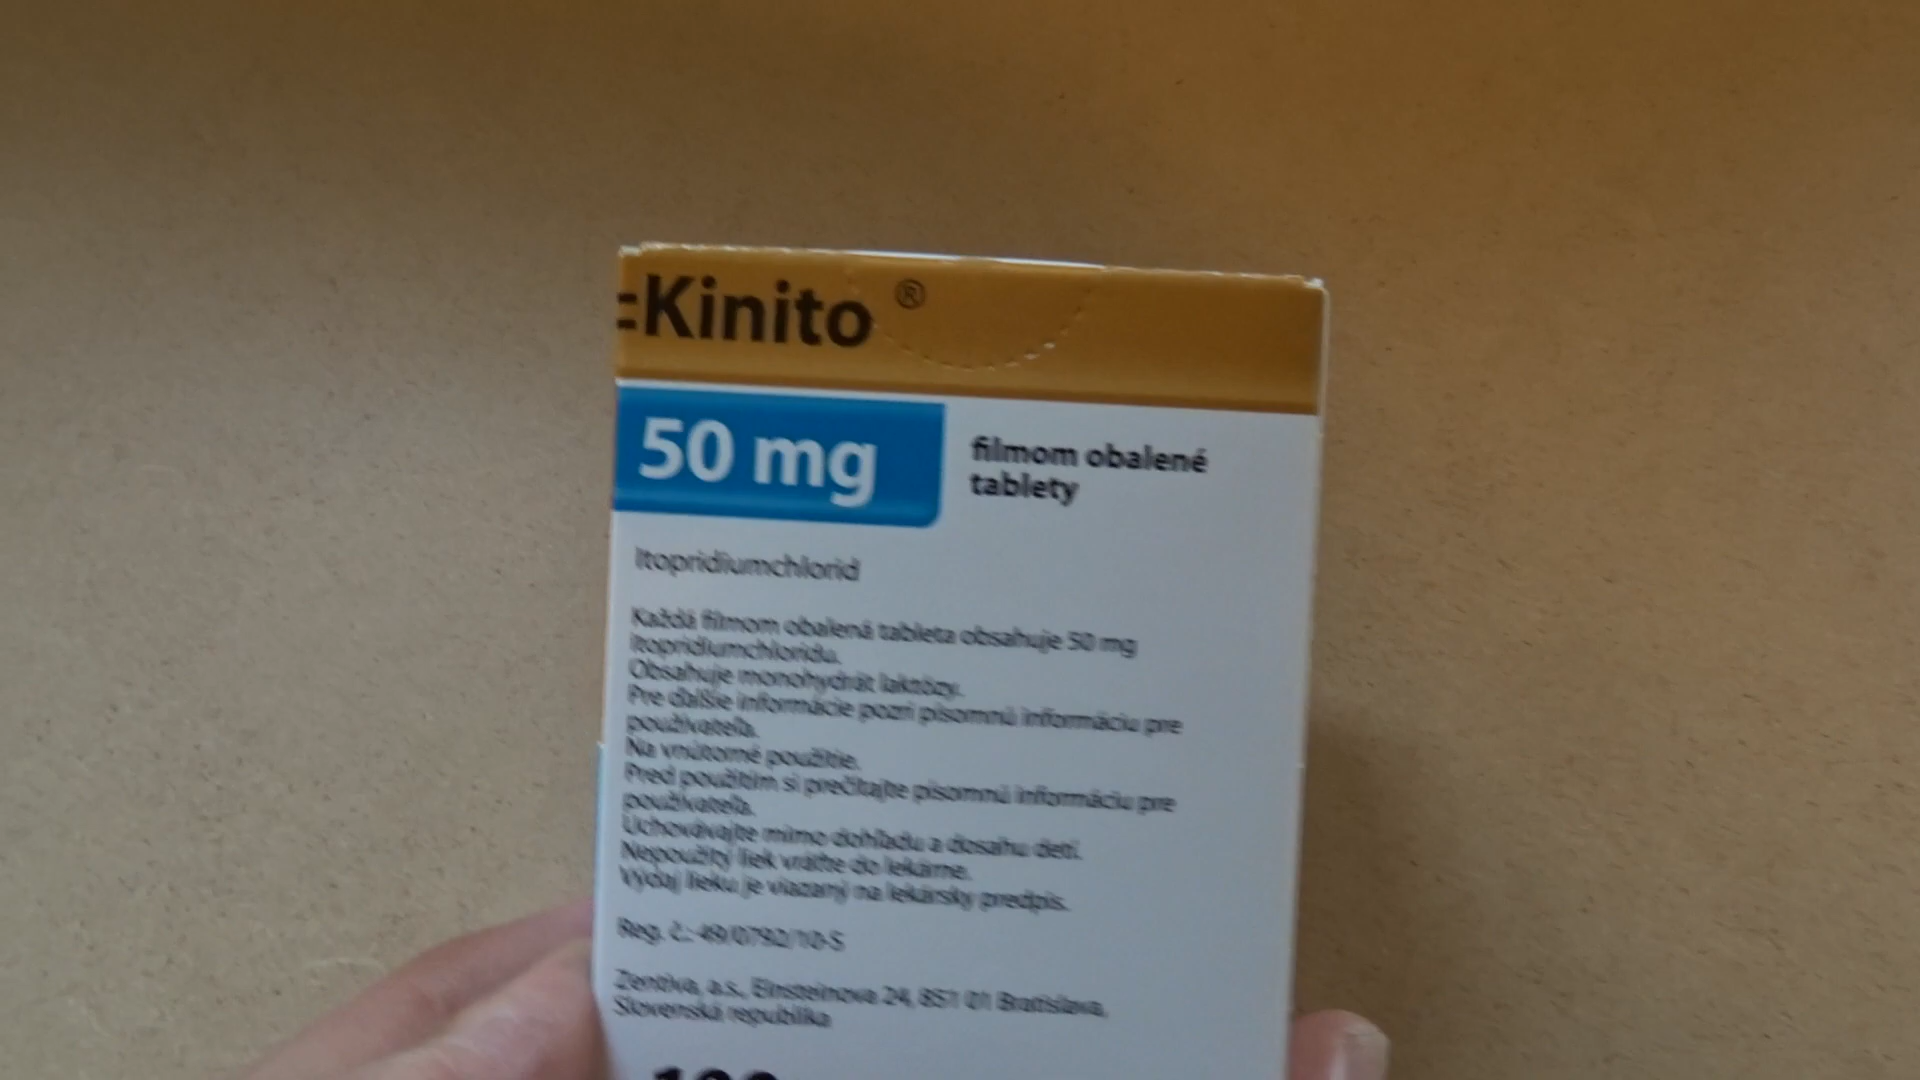 Kinito ®
50 mg
filmom obalené
tablety
Itopridiumchlorid
Každá filmom obalená tableta obsahuje 50 mg
itopridiumchloridu.
Obsahuje monohydrát laktózy.
Pre ďalšie informácie pozri písomnú informáciu pre
používateľa.
Na vnútorné použitie.
Pred použitím si prečítajte písomnú informáciu pre
používateľa.
Uchovávajte mimo dohľadu a dosahu detí.
Nepoužitý liek vráťte do lekárne.
Výdaj lieku je viazaný na lekársky predpis.
Reg. č.: 49/0792/10-S
Zentiva, a.s., Einsteinova 24, 851 01 Bratislava,
Slovenská republika